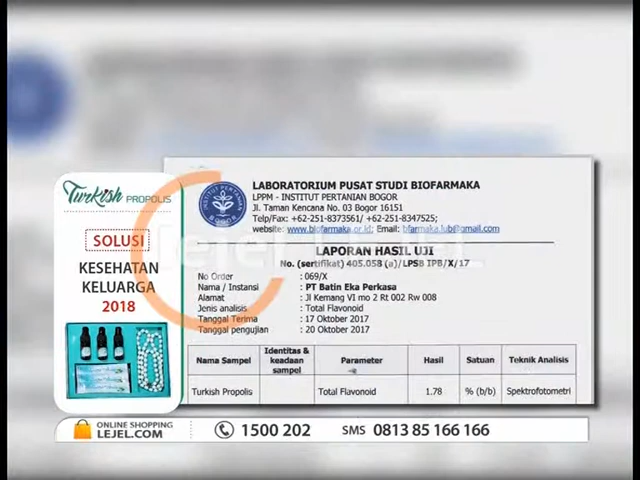 LABORATORIUM PUSAT STUDI BIOFARMAKA
LPPM - INSTITUT PERTANIAN BOGOR
Jl. Taman Kencana No. 03 Bogor 16151
Telp/Fax: +62-251-8373561/ +62-251-8347525;
website: www.biofarmaka.or.id; Email: bfarmaka.lub@gmail.com
LAPORAN HASIL UJI
No. (sertifikat) 405.058 (a)/LPSB IPB/X/17
No Order : 069/X
Nama / Instansi : PT Batin Eka Perkasa
Alamat : Jl Kemang VI mo 2 Rt 002 Rw 008
Jenis analisis : Total Flavonoid
Tanggal Terima : 17 Oktober 2017
Tanggal pengujian : 20 Oktober 2017
Nama Sampel Identitas & keadaan sampel Parameter Hasil Satuan Teknik Analisis
Turkish Propolis Total Flavonoid 1.78 % (b/b) Spektrofotometri
Turkish PROPOLIS
SOLUSI
KESEHATAN
KELUARGA
2018
ONLINE SHOPPING
LEJEL.COM
1500 202
SMS 0813 85 166 166